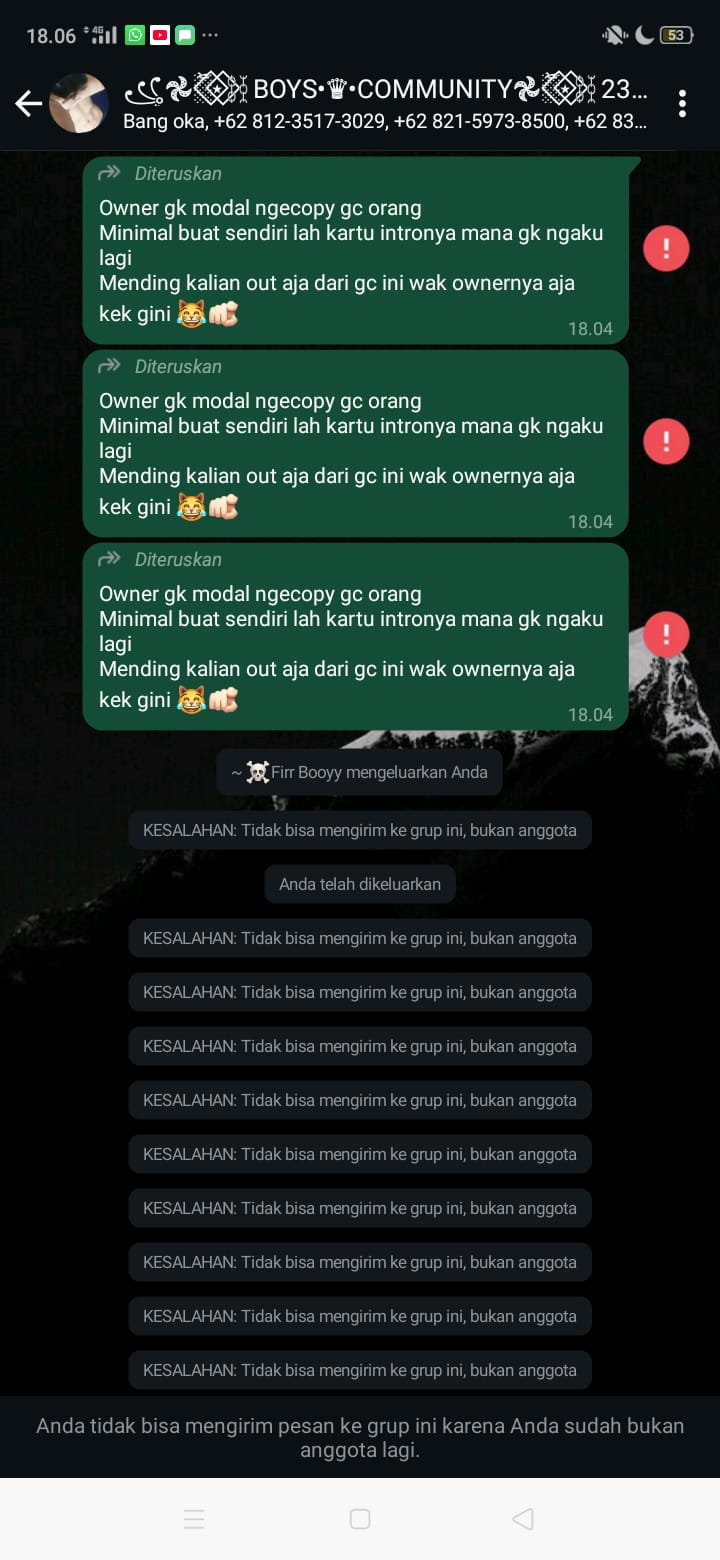 18.06 4G 53
BOYS•♛•COMMUNITY 23...
Bang oka, +62 812-3517-3029, +62 821-5973-8500, +62 83...
Diteruskan
Owner gk modal ngecopy gc orang
Minimal buat sendiri lah kartu intronya mana gk ngaku
lagi
Mending kalian out aja dari gc ini wak ownernya aja
kek gini 😹🫵🏻
18.04
Diteruskan
Owner gk modal ngecopy gc orang
Minimal buat sendiri lah kartu intronya mana gk ngaku
lagi
Mending kalian out aja dari gc ini wak ownernya aja
kek gini 😹🫵🏻
18.04
Diteruskan
Owner gk modal ngecopy gc orang
Minimal buat sendiri lah kartu intronya mana gk ngaku
lagi
Mending kalian out aja dari gc ini wak ownernya aja
kek gini 😹🫵🏻
18.04
~ ☠️Firr Booyy mengeluarkan Anda
KESALAHAN: Tidak bisa mengirim ke grup ini, bukan anggota
Anda telah dikeluarkan
KESALAHAN: Tidak bisa mengirim ke grup ini, bukan anggota
KESALAHAN: Tidak bisa mengirim ke grup ini, bukan anggota
KESALAHAN: Tidak bisa mengirim ke grup ini, bukan anggota
KESALAHAN: Tidak bisa mengirim ke grup ini, bukan anggota
KESALAHAN: Tidak bisa mengirim ke grup ini, bukan anggota
KESALAHAN: Tidak bisa mengirim ke grup ini, bukan anggota
KESALAHAN: Tidak bisa mengirim ke grup ini, bukan anggota
KESALAHAN: Tidak bisa mengirim ke grup ini, bukan anggota
KESALAHAN: Tidak bisa mengirim ke grup ini, bukan anggota
Anda tidak bisa mengirim pesan ke grup ini karena Anda sudah bukan
anggota lagi.